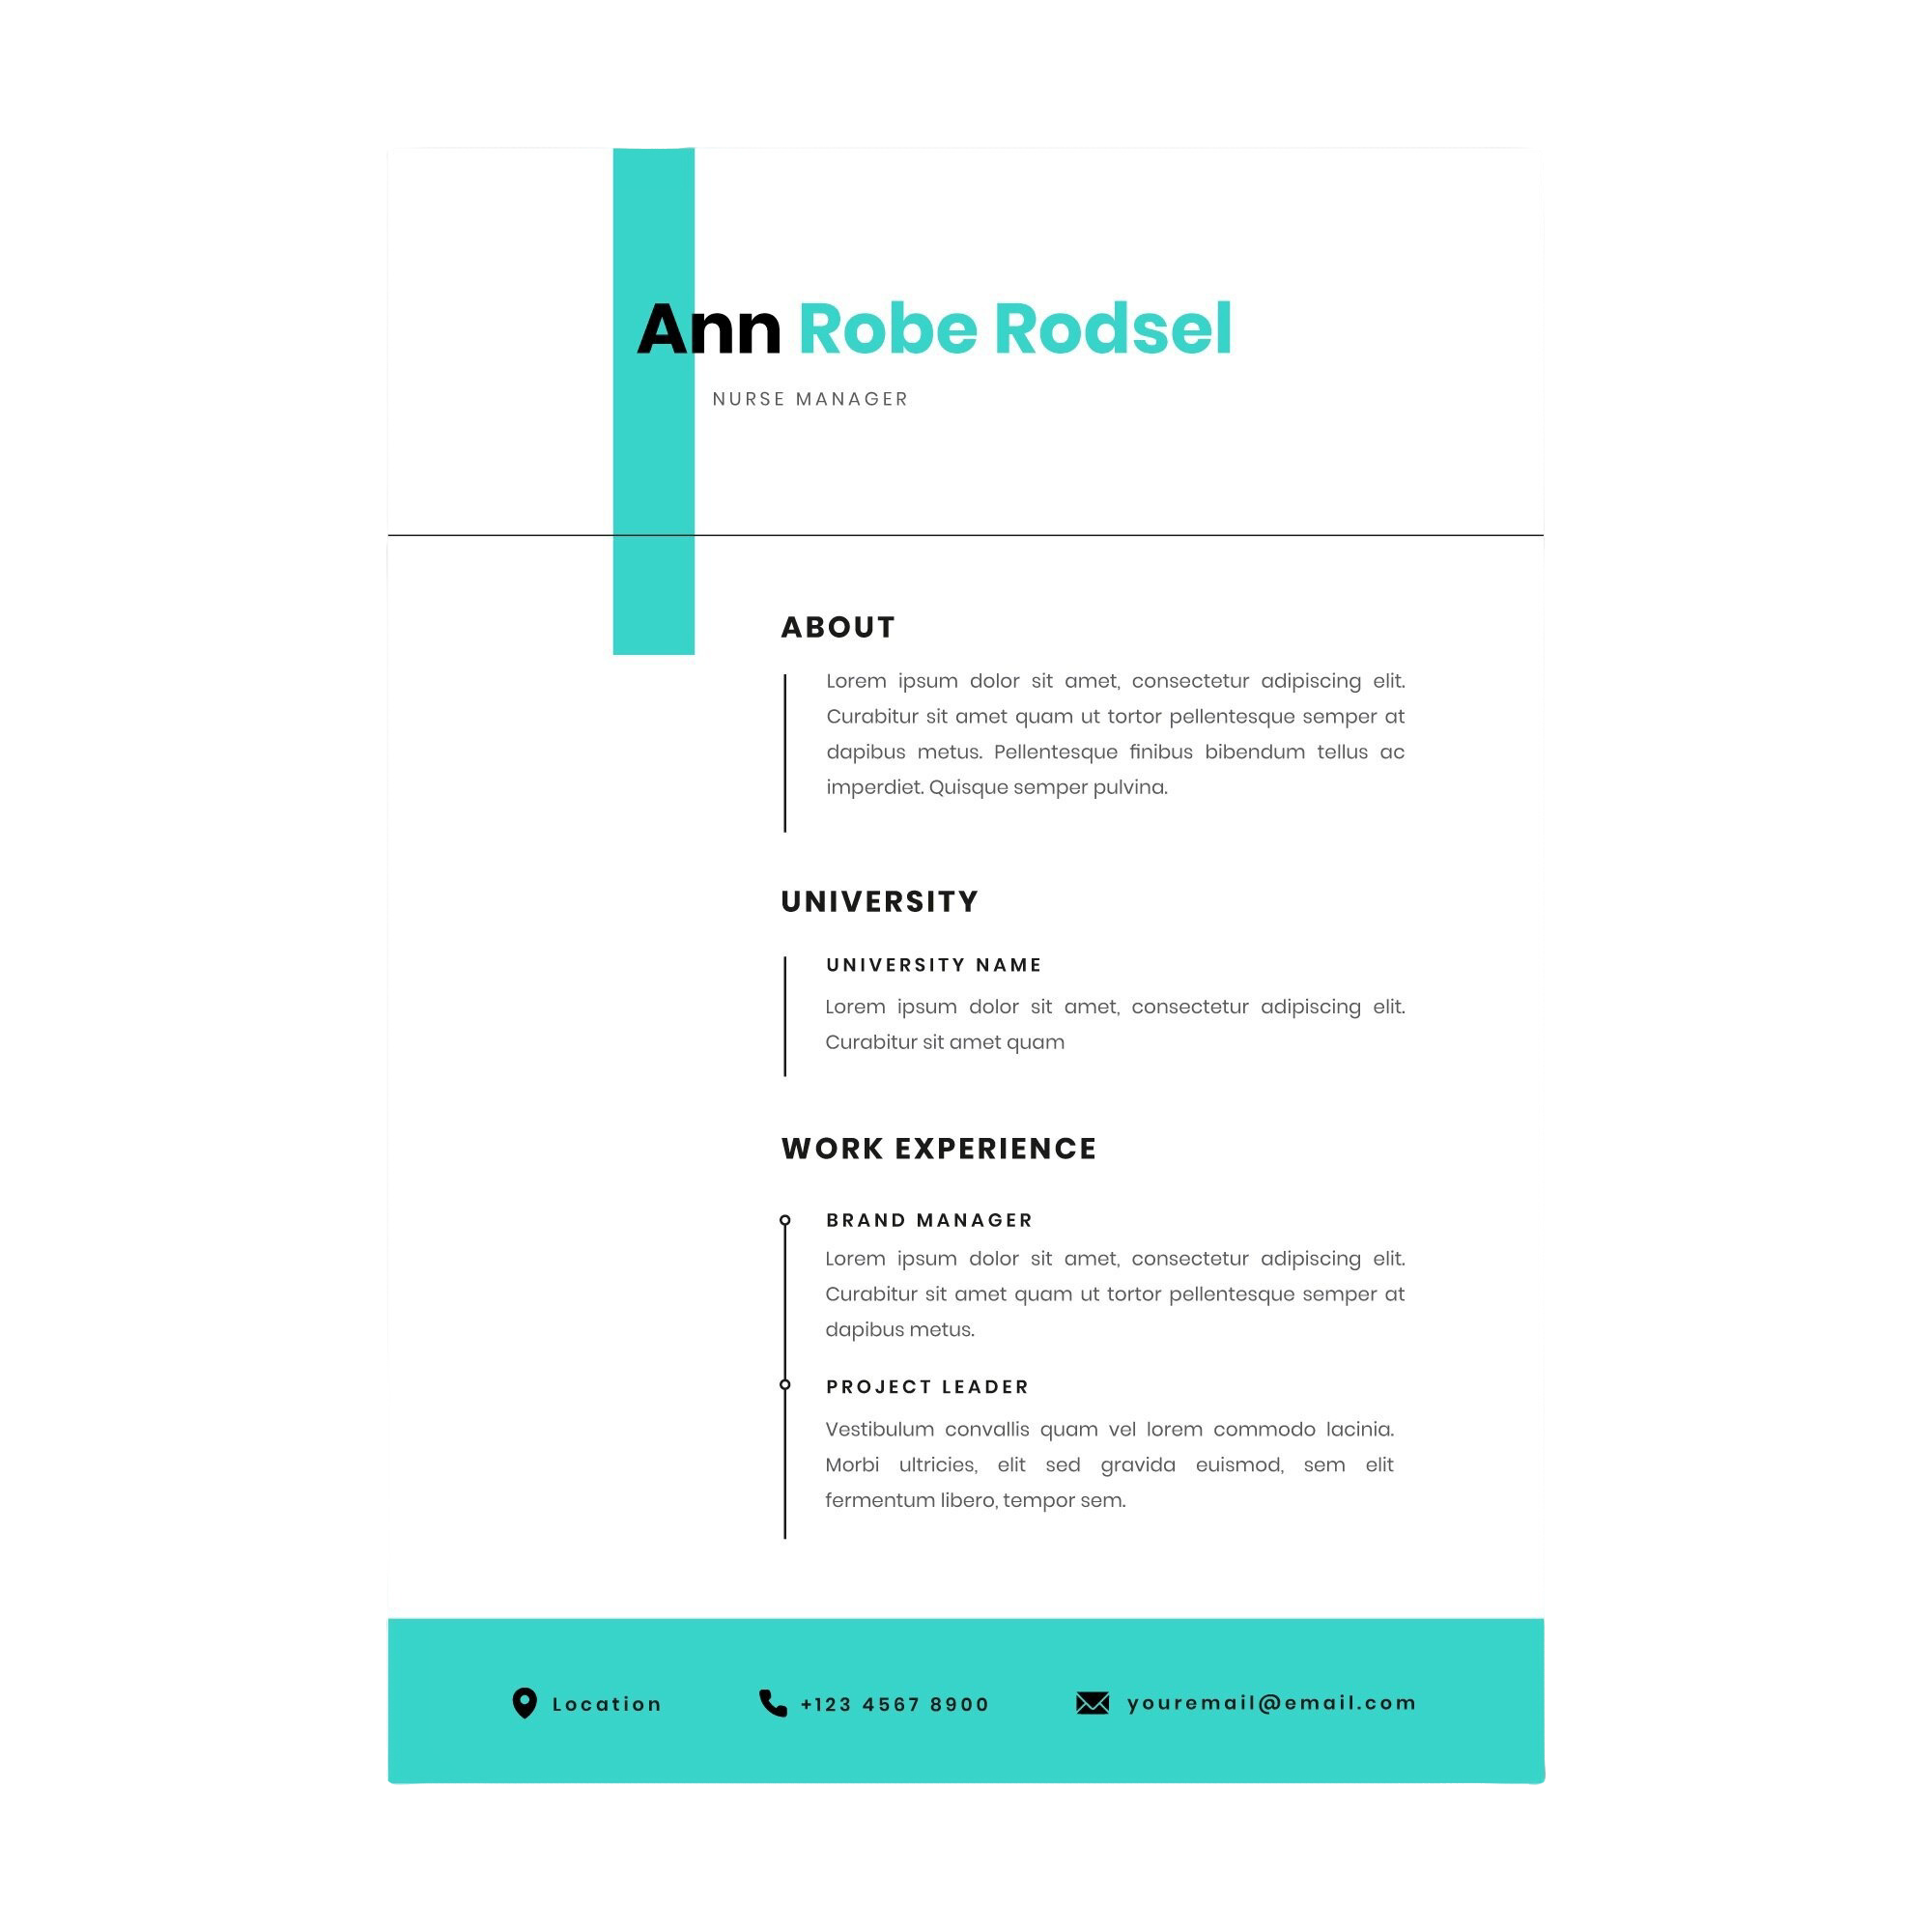 Ann Robe Rodsel
NURSE MANAGER
ABOUT
Lorem ipsum dolor sit amet, consectetur adipiscing elit.
Curabitur sit amet quam ut tortor pellentesque semper at
dapibus metus. Pellentesque finibus bibendum tellus ac
imperdiet. Quisque semper pulvina.
UNIVERSITY
UNIVERSITY NAME
Lorem ipsum dolor sit amet, consectetur adipiscing elit.
Curabitur sit amet quam
WORK EXPERIENCE
BRAND MANAGER
Lorem ipsum dolor sit amet, consectetur adipiscing elit.
Curabitur sit amet quam ut tortor pellentesque semper at
dapibus metus.
PROJECT LEADER
Vestibulum convallis quam vel lorem commodo lacinia.
Morbi ultricies, elit sed gravida euismod, sem elit
fermentum libero, tempor sem.
Location +123 4567 8900 youremail@email.com